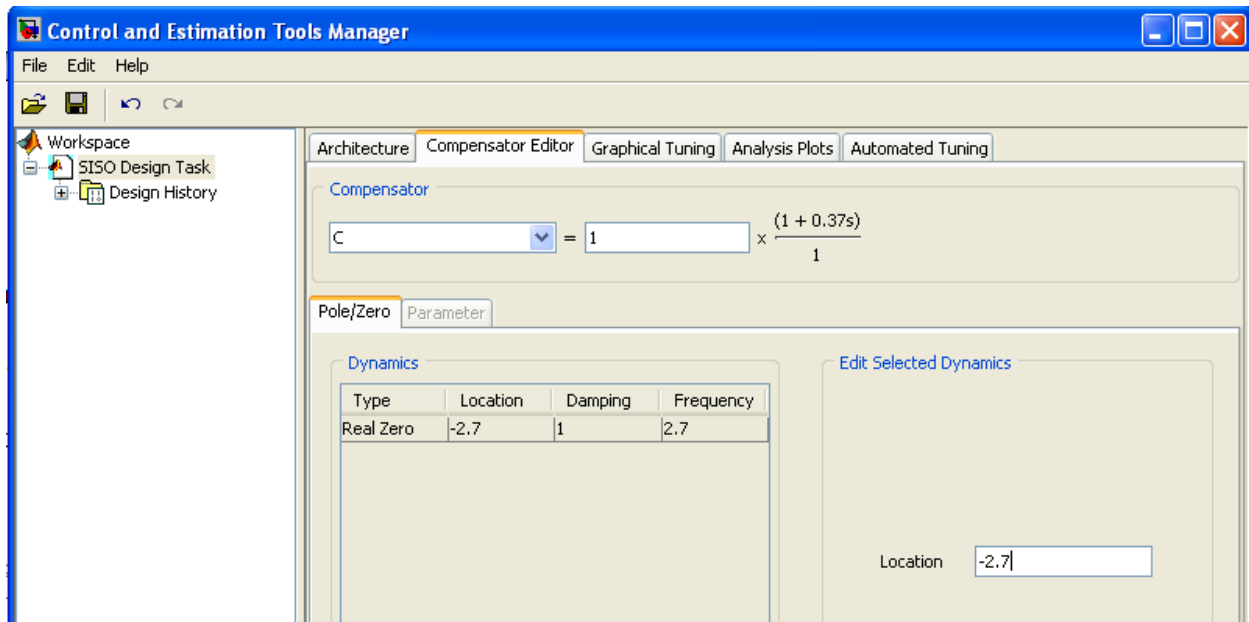 Control and Estimation Tools Manager
File Edit Help
Workspace
SISO Design Task
Design History
Architecture Compensator Editor Graphical Tuning Analysis Plots Automated Tuning
Compensator
C = 1 x (1 + 0.37s)
1
Pole/Zero Parameter
Dynamics
Type Location Damping Frequency
Real Zero -2.7 1 2.7
Edit Selected Dynamics
Location -2.7